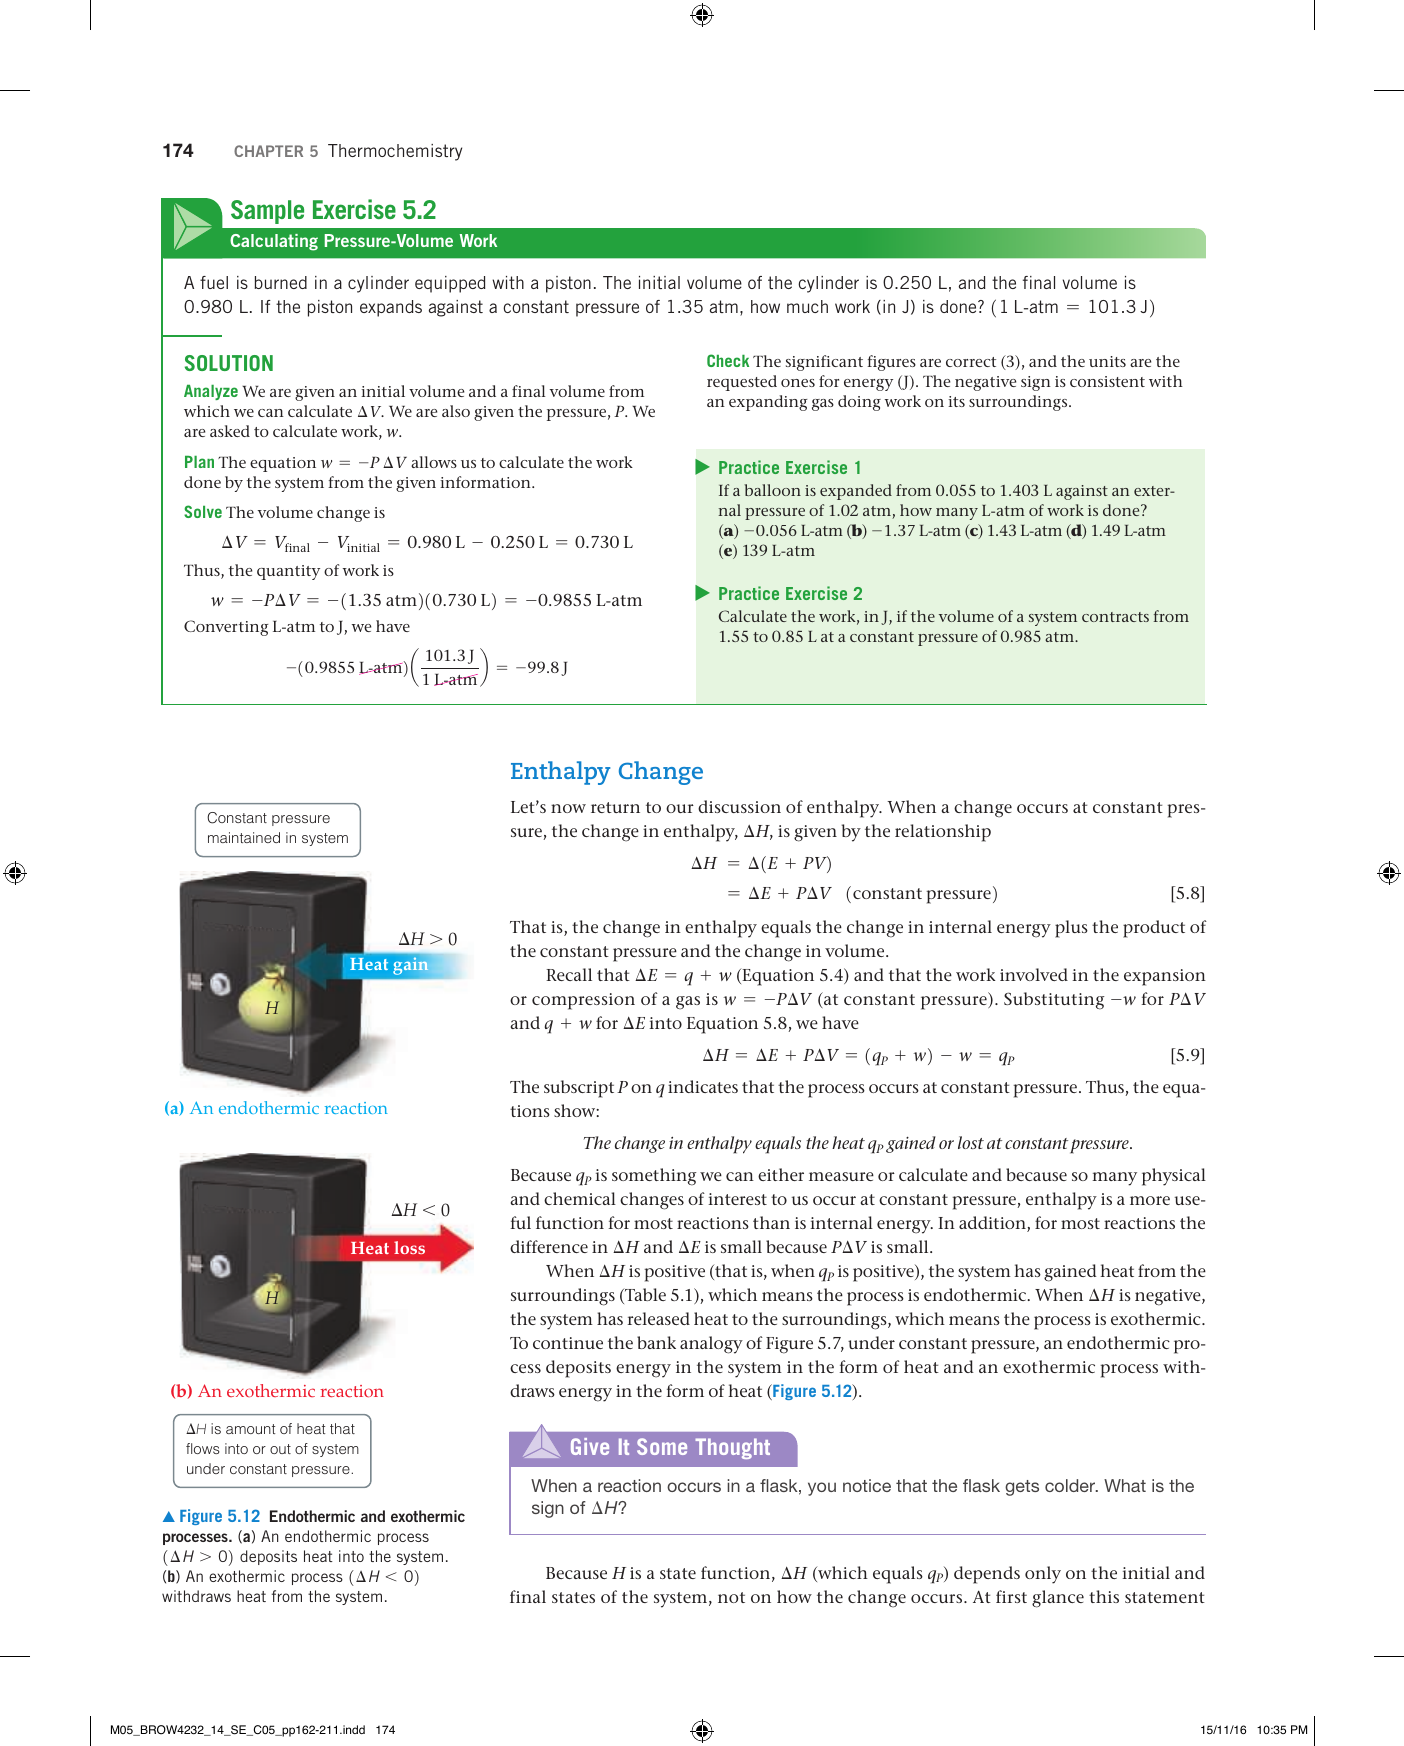 174 CHAPTER 5 Thermochemistry
Sample Exercise 5.2
Calculating Pressure-Volume Work
A fuel is burned in a cylinder equipped with a piston. The initial volume of the cylinder is 0.250 L, and the final volume is
0.980 L. If the piston expands against a constant pressure of 1.35 atm, how much work (in J) is done? (1 L-atm = 101.3 J)
SOLUTION
Analyze We are given an initial volume and a final volume from
which we can calculate ΔV. We are also given the pressure, P. We
are asked to calculate work, w.
Plan The equation w = −P ΔV allows us to calculate the work
done by the system from the given information.
Solve The volume change is
ΔV = Vfinal − Vinitial = 0.980 L − 0.250 L = 0.730 L
Thus, the quantity of work is
w = −PΔV = −(1.35 atm)(0.730 L) = −0.9855 L-atm
Converting L-atm to J, we have
−(0.9855 L-atm)(101.3 J / 1 L-atm) = −99.8 J
Check The significant figures are correct (3), and the units are the
requested ones for energy (J). The negative sign is consistent with
an expanding gas doing work on its surroundings.
Practice Exercise 1
If a balloon is expanded from 0.055 to 1.403 L against an exter-
nal pressure of 1.02 atm, how many L-atm of work is done?
(a) −0.056 L-atm (b) −1.37 L-atm (c) 1.43 L-atm (d) 1.49 L-atm
(e) 139 L-atm
Practice Exercise 2
Calculate the work, in J, if the volume of a system contracts from
1.55 to 0.85 L at a constant pressure of 0.985 atm.
Constant pressure
maintained in system
ΔH > 0
Heat gain
H
(a) An endothermic reaction
ΔH < 0
Heat loss
H
(b) An exothermic reaction
ΔH is amount of heat that
flows into or out of system
under constant pressure.
▲ Figure 5.12 Endothermic and exothermic
processes. (a) An endothermic process
(ΔH > 0) deposits heat into the system.
(b) An exothermic process (ΔH < 0)
withdraws heat from the system.
Enthalpy Change
Let's now return to our discussion of enthalpy. When a change occurs at constant pres-
sure, the change in enthalpy, ΔH, is given by the relationship
ΔH = Δ(E + PV)
= ΔE + PΔV (constant pressure) [5.8]
That is, the change in enthalpy equals the change in internal energy plus the product of
the constant pressure and the change in volume.
Recall that ΔE = q + w (Equation 5.4) and that the work involved in the expansion
or compression of a gas is w = −PΔV (at constant pressure). Substituting −w for PΔV
and q + w for ΔE into Equation 5.8, we have
ΔH = ΔE + PΔV = (qP + w) − w = qP [5.9]
The subscript P on q indicates that the process occurs at constant pressure. Thus, the equa-
tions show:
The change in enthalpy equals the heat qP gained or lost at constant pressure.
Because qP is something we can either measure or calculate and because so many physical
and chemical changes of interest to us occur at constant pressure, enthalpy is a more use-
ful function for most reactions than is internal energy. In addition, for most reactions the
difference in ΔH and ΔE is small because PΔV is small.
When ΔH is positive (that is, when qP is positive), the system has gained heat from the
surroundings (Table 5.1), which means the process is endothermic. When ΔH is negative,
the system has released heat to the surroundings, which means the process is exothermic.
To continue the bank analogy of Figure 5.7, under constant pressure, an endothermic pro-
cess deposits energy in the system in the form of heat and an exothermic process with-
draws energy in the form of heat (Figure 5.12).
Give It Some Thought
When a reaction occurs in a flask, you notice that the flask gets colder. What is the
sign of ΔH?
Because H is a state function, ΔH (which equals qP) depends only on the initial and
final states of the system, not on how the change occurs. At first glance this statement
M05_BROW4232_14_SE_C05_pp162-211.indd 174
15/11/16 10:35 PM